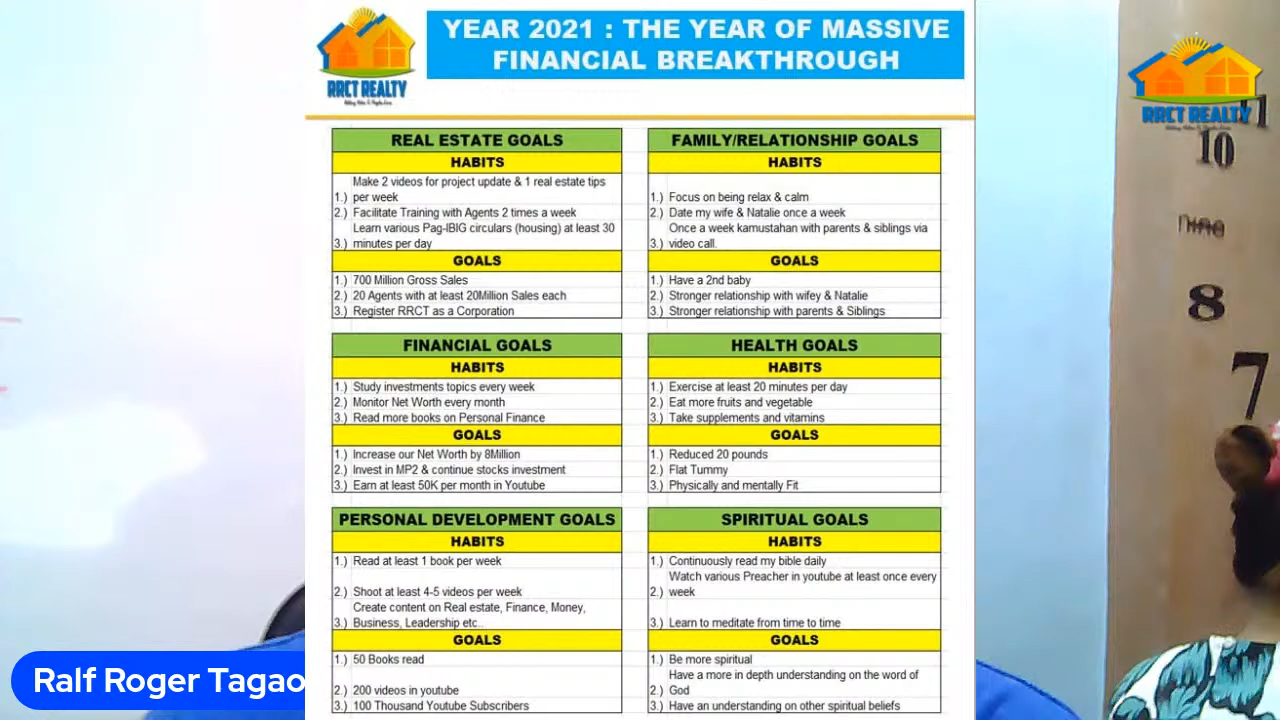 YEAR 2021 : THE YEAR OF MASSIVE
FINANCIAL BREAKTHROUGH
RRCT REALTY
REAL ESTATE GOALS
HABITS
Make 2 videos for project update & 1 real estate tips
1.) per week
2.) Facilitate Training with Agents 2 times a week
Learn various Pag-IBIG circulars (housing) at least 30
3.) minutes per day
GOALS
1.) 700 Million Gross Sales
2.) 20 Agents with at least 20Million Sales each
3.) Register RRCT as a Corporation
FAMILY/RELATIONSHIP GOALS
HABITS
1.) Focus on being relax & calm
2.) Date my wife & Natalie once a week
Once a week kamustahan with parents & siblings via
3.) video call.
GOALS
1.) Have a 2nd baby
2.) Stronger relationship with wifey & Natalie
3.) Stronger relationship with parents & Siblings
FINANCIAL GOALS
HABITS
1.) Study investments topics every week
2.) Monitor Net Worth every month
3.) Read more books on Personal Finance
GOALS
1.) Increase our Net Worth by 8Million
2.) Invest in MP2 & continue stocks investment
3.) Earn at least 50K per month in Youtube
HEALTH GOALS
HABITS
1.) Exercise at least 20 minutes per day
2.) Eat more fruits and vegetable
3.) Take supplements and vitamins
GOALS
1.) Reduced 20 pounds
2.) Flat Tummy
3.) Physically and mentally Fit
PERSONAL DEVELOPMENT GOALS
HABITS
1.) Read at least 1 book per week
2.) Shoot at least 4-5 videos per week
Create content on Real estate, Finance, Money,
3.) Business, Leadership etc..
GOALS
1.) 50 Books read
2.) 200 videos in youtube
3.) 100 Thousand Youtube Subscribers
SPIRITUAL GOALS
HABITS
1.) Continuously read my bible daily
Watch various Preacher in youtube at least once every
2.) week
3.) Learn to meditate from time to time
GOALS
1.) Be more spiritual
Have a more in depth understanding on the word of
2.) God
3.) Have an understanding on other spiritual beliefs
RRCT REALTY
11
10
nine
8
7
Ralf Roger Tagao